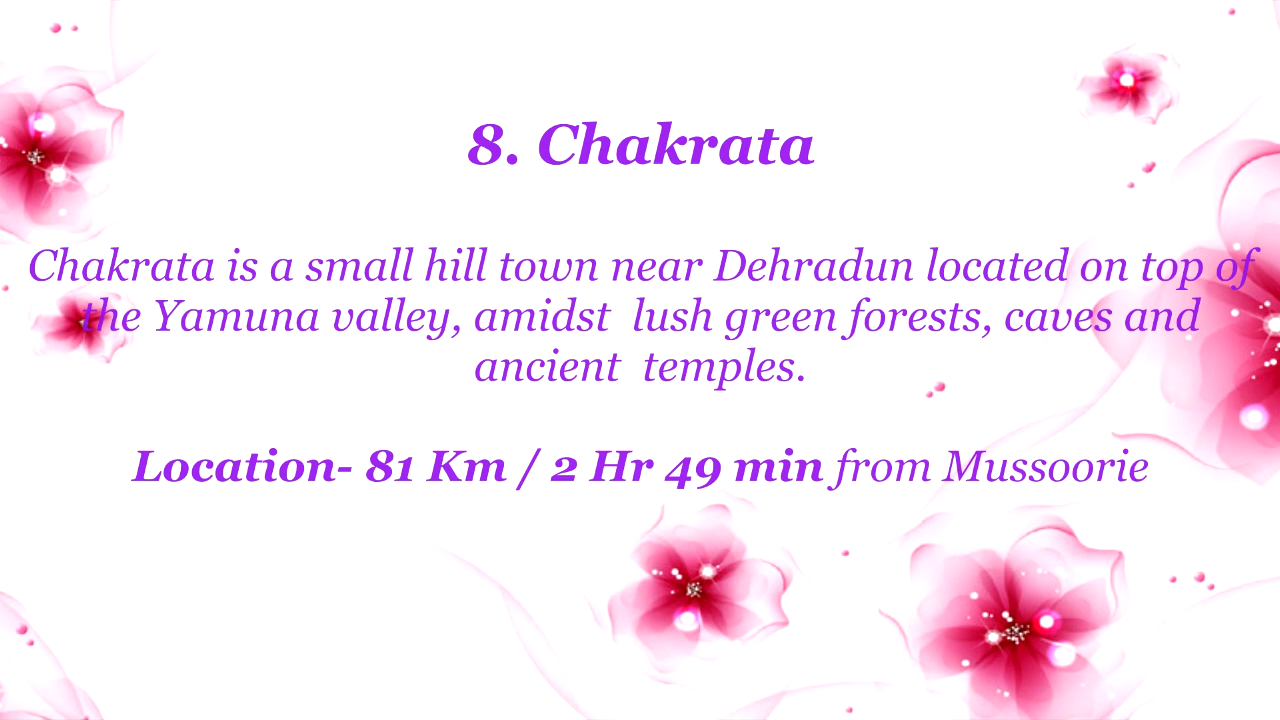 8. Chakrata
Chakrata is a small hill town near Dehradun located on top of
the Yamuna valley, amidst  lush green forests, caves and
ancient  temples.
Location- 81 Km / 2 Hr 49 min from Mussoorie